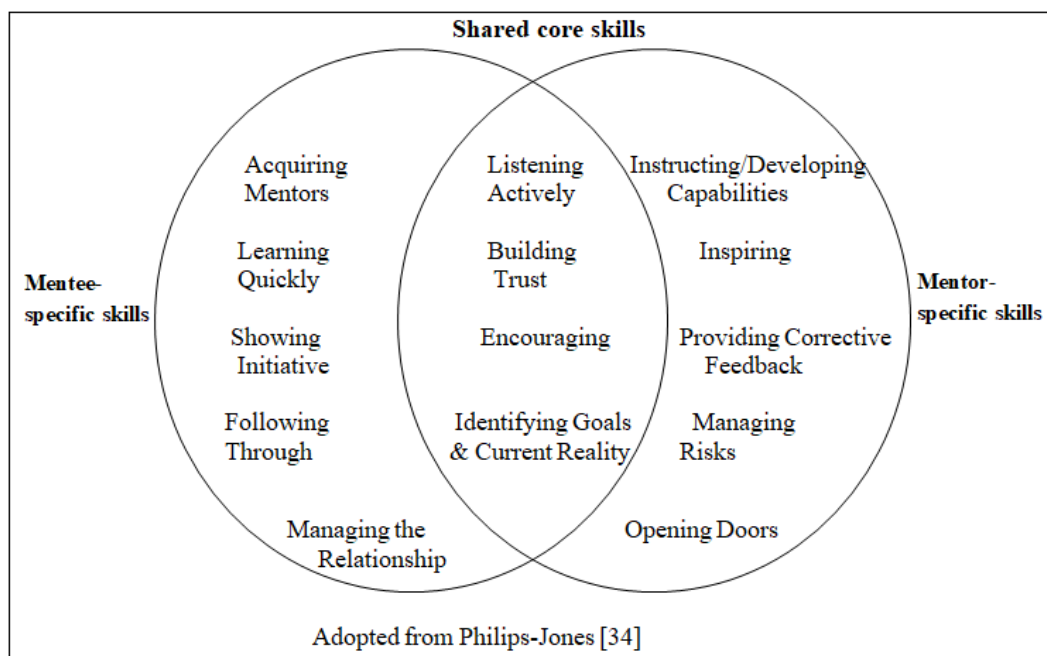 Shared core skills
Mentee-
specific skills
Acquiring
Mentors
Learning
Quickly
Showing
Initiative
Following
Through
Managing the
Relationship
Listening
Actively
Building
Trust
Encouraging
Identifying Goals
& Current Reality
Instructing/Developing
Capabilities
Inspiring
Providing Corrective
Feedback
Managing
Risks
Opening Doors
Mentor-
specific skills
Adopted from Philips-Jones [34]